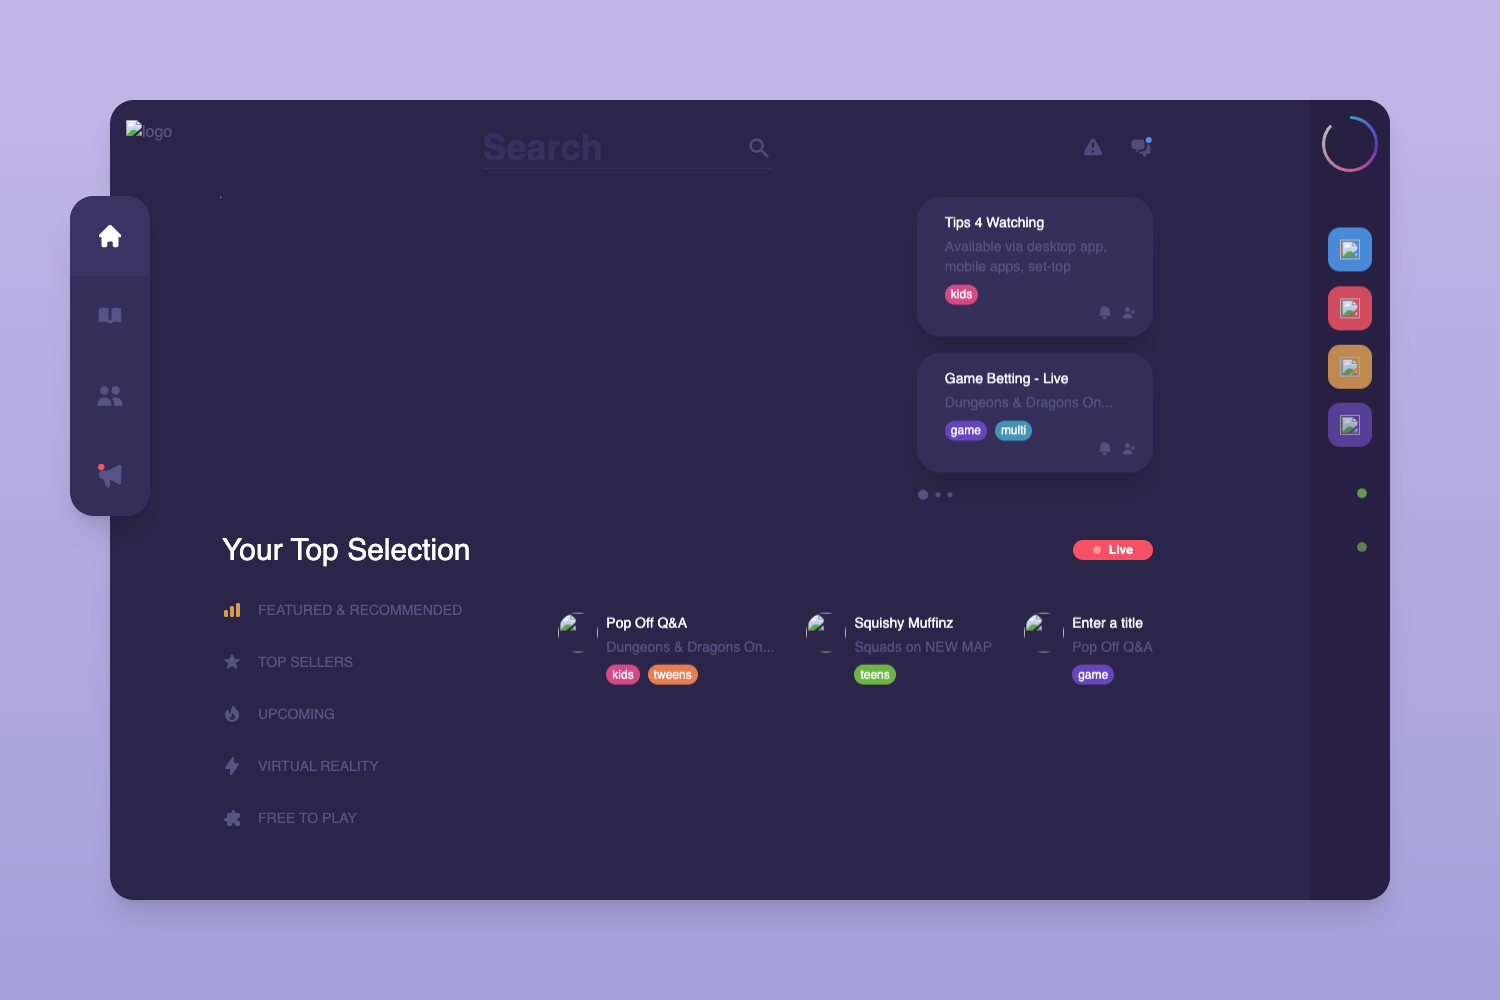 logo
Search
Tips 4 Watching
Available via desktop app,
mobile apps, set-top
kids
Game Betting - Live
Dungeons & Dragons On...
game multi
Your Top Selection
Live
FEATURED & RECOMMENDED
TOP SELLERS
UPCOMING
VIRTUAL REALITY
FREE TO PLAY
Pop Off Q&A
Dungeons & Dragons On...
kids tweens
Squishy Muffinz
Squads on NEW MAP
teens
Enter a title
Pop Off Q&A
game